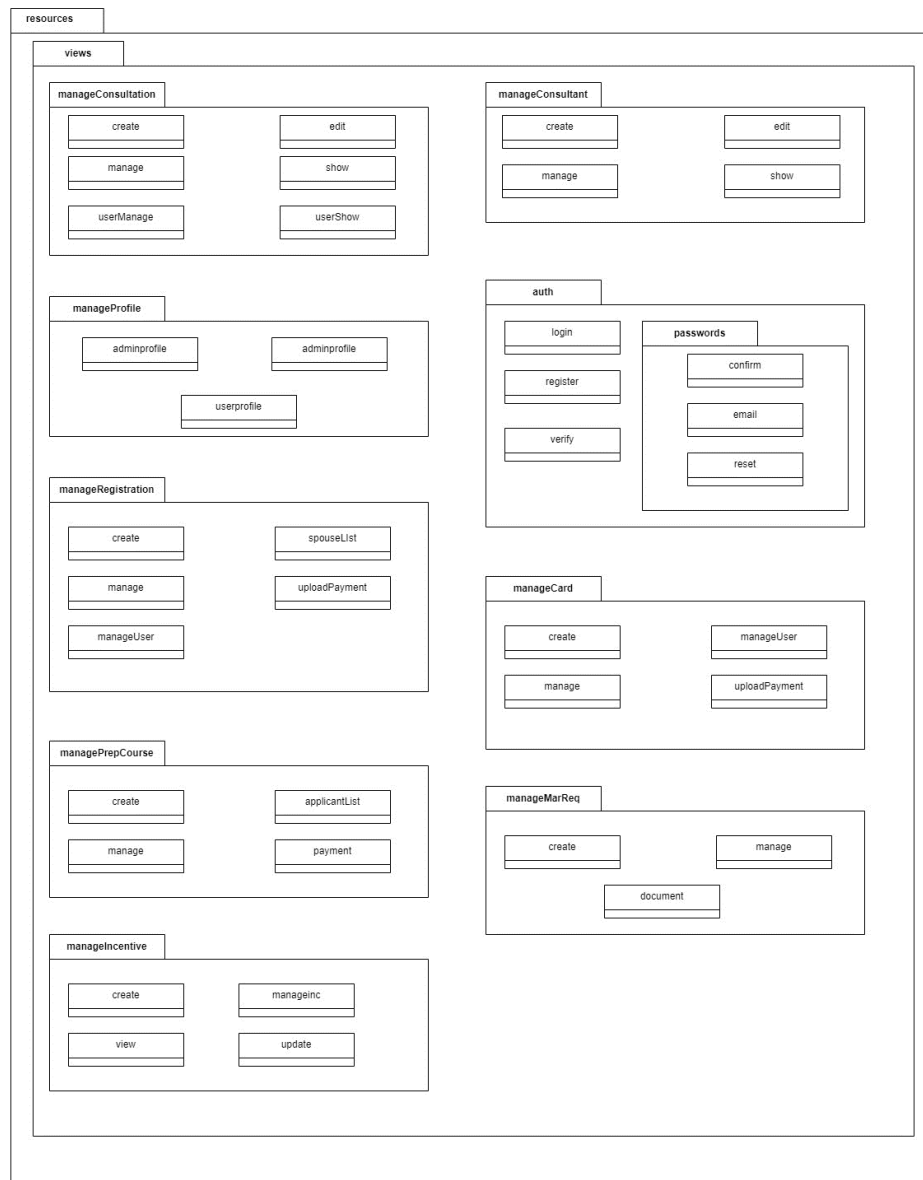 resources
views
manageConsultation
create
edit
manage
show
userManage
userShow
manageConsultant
create
edit
manage
show
manageProfile
adminprofile
adminprofile
userprofile
auth
login
register
verify
passwords
confirm
email
reset
manageRegistration
create
spouseLIst
manage
uploadPayment
manageUser
manageCard
create
manageUser
manage
uploadPayment
managePrepCourse
create
applicantList
manage
payment
manageMarReq
create
manage
document
manageIncentive
create
manageinc
view
update